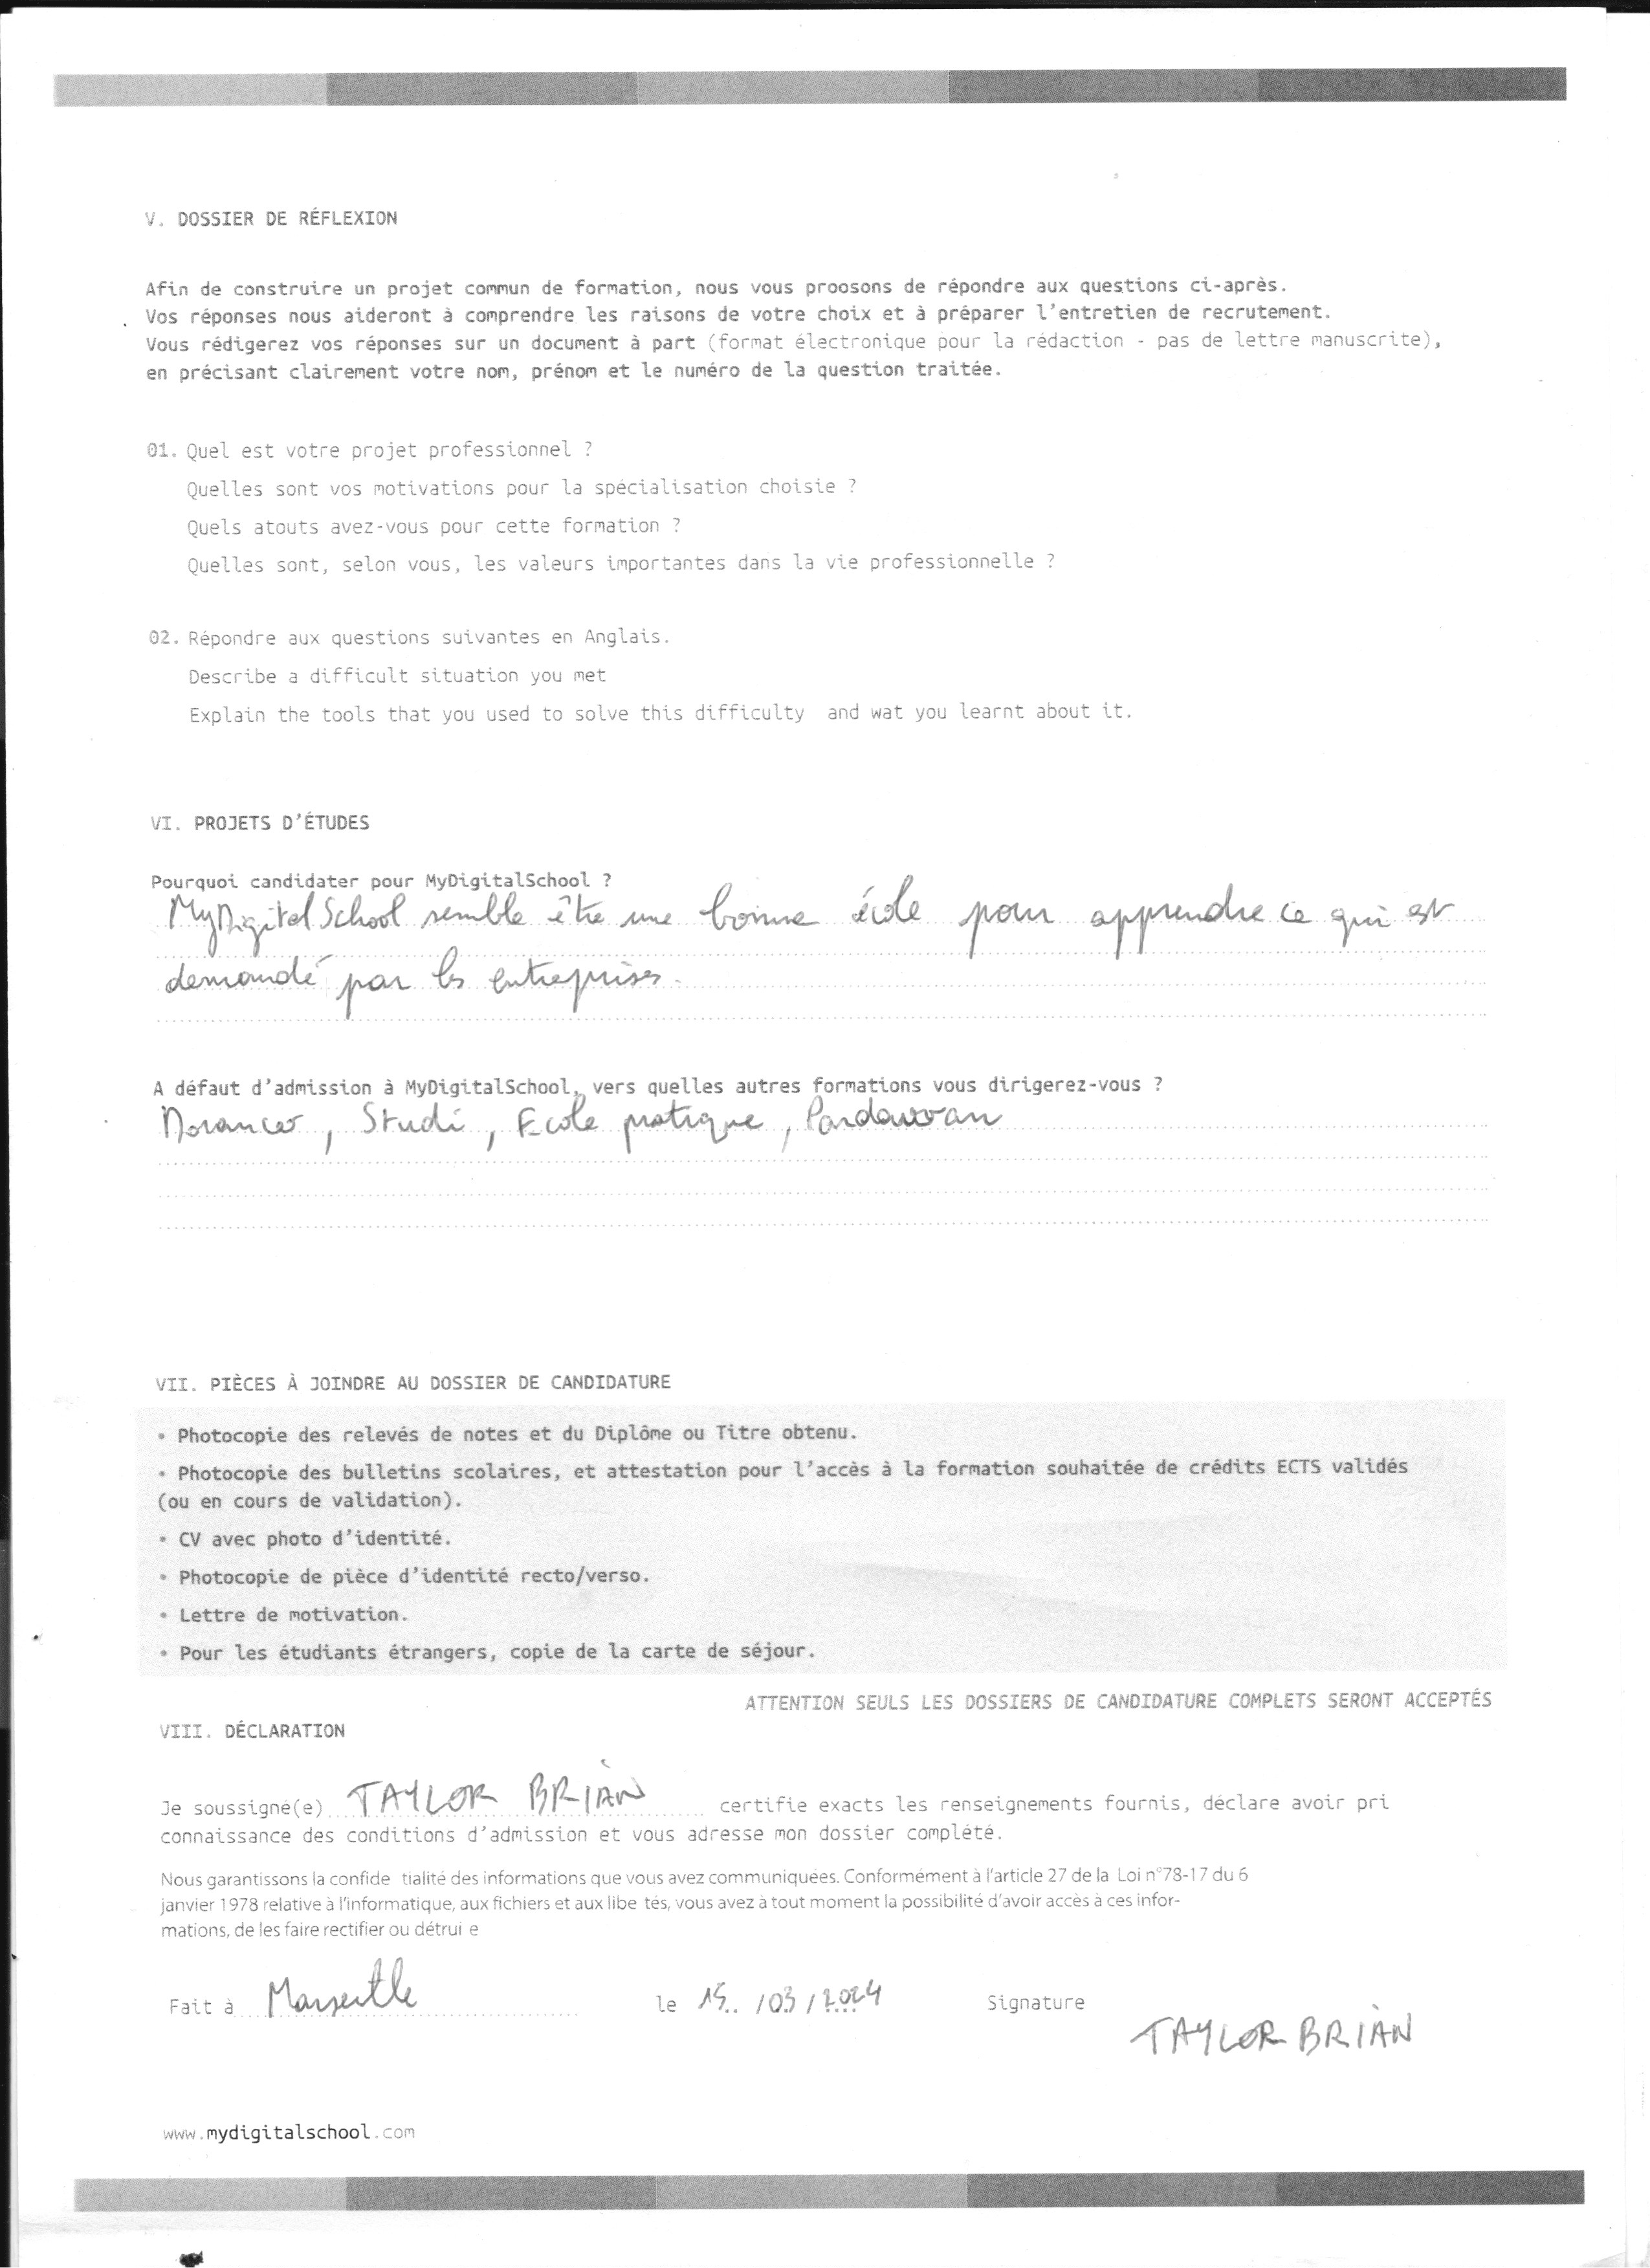 V. DOSSIER DE RÉFLEXION
Afin de construire un projet commun de formation, nous vous proosons de répondre aux questions ci-après.
Vos réponses nous aideront à comprendre les raisons de votre choix et à préparer l'entretien de recrutement.
Vous rédigerez vos réponses sur un document à part (format électronique pour la rédaction - pas de lettre manuscrite),
en précisant clairement votre nom, prénom et le numéro de la question traitée.
01. Quel est votre projet professionnel ?
Quelles sont vos motivations pour la spécialisation choisie ?
Quels atouts avez-vous pour cette formation ?
Quelles sont, selon vous, les valeurs importantes dans la vie professionnelle ?
02. Répondre aux questions suivantes en Anglais.
Describe a difficult situation you met
Explain the tools that you used to solve this difficulty and wat you learnt about it.
VI. PROJETS D'ÉTUDES
Pourquoi candidater pour MyDigitalSchool ?
MyDigitalSchool semble être une bonne école pour apprendre ce qui est
demandé par les entreprises.
A défaut d'admission à MyDigitalSchool, vers quelles autres formations vous dirigerez-vous ?
, Studi, Ecole pratique,
VII. PIÈCES À JOINDRE AU DOSSIER DE CANDIDATURE
• Photocopie des relevés de notes et du Diplôme ou Titre obtenu.
• Photocopie des bulletins scolaires, et attestation pour l'accès à la formation souhaitée de crédits ECTS validés
(ou en cours de validation).
• CV avec photo d'identité.
• Photocopie de pièce d'identité recto/verso.
• Lettre de motivation.
• Pour les étudiants étrangers, copie de la carte de séjour.
ATTENTION SEULS LES DOSSIERS DE CANDIDATURE COMPLETS SERONT ACCEPTÉS
VIII. DÉCLARATION
Je soussigné(e) TAYLOR BRIAN certifie exacts les renseignements fournis, déclare avoir pri
connaissance des conditions d'admission et vous adresse mon dossier complété.
Nous garantissons la confide tialité des informations que vous avez communiquées. Conformément à l'article 27 de la Loi n°78-17 du 6
janvier 1978 relative à l'informatique, aux fichiers et aux libe tés, vous avez à tout moment la possibilité d'avoir accès à ces infor-
mations, de les faire rectifier ou détrui e
Fait à Marseille le 15/03/2024 Signature
TAYLOR BRIAN
www.mydigitalschool.com